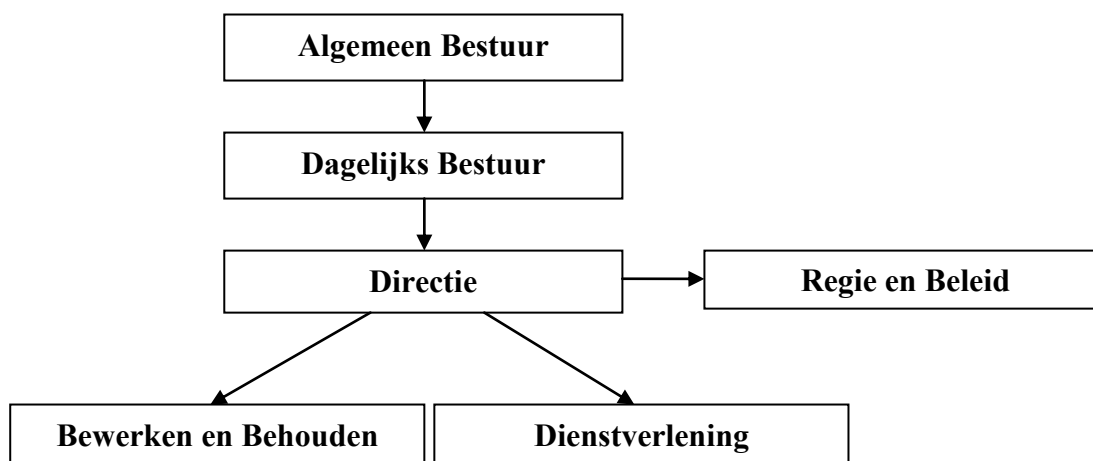 Algemeen Bestuur
Dagelijks Bestuur
Directie
Regie en Beleid
Bewerken en Behouden
Dienstverlening